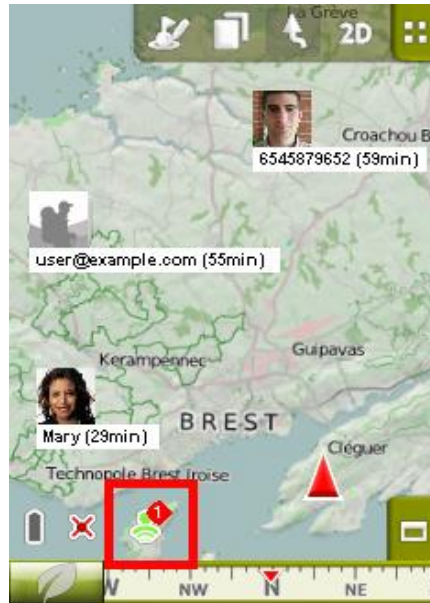 La Grève
2D
Croachou B
6545879652 (59min)
user@example.com (55min)
Guipavas
Kerampennec
BREST
Mary (29min)
Cléguer
Technopole Brest Iroise
1
W
NW
N
NE